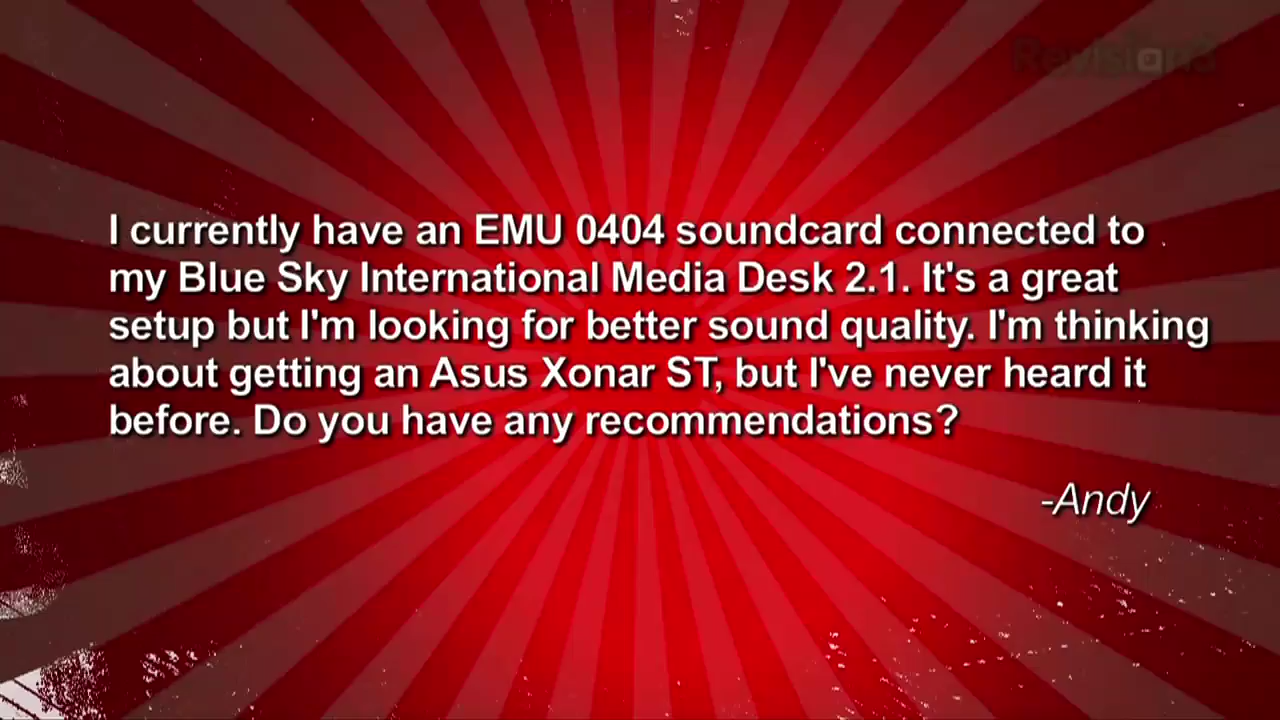 Revision3
I currently have an EMU 0404 soundcard connected to
my Blue Sky International Media Desk 2.1. It's a great
setup but I'm looking for better sound quality. I'm thinking
about getting an Asus Xonar ST, but I've never heard it
before. Do you have any recommendations?
-Andy